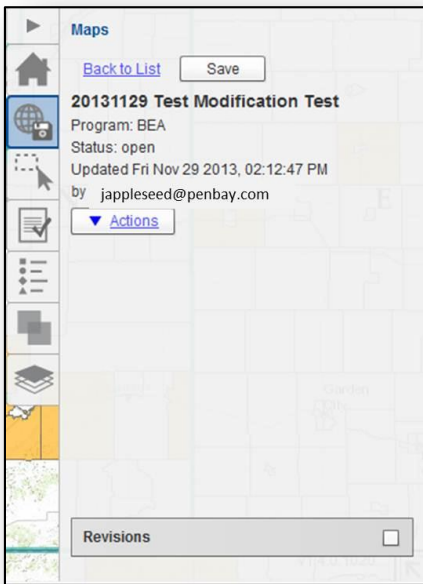 Maps
Back to List Save
20131129 Test Modification Test
Program: BEA
Status: open
Updated Fri Nov 29 2013, 02:12:47 PM
by jappleseed@penbay.com
Actions
E
Garden
Revisions